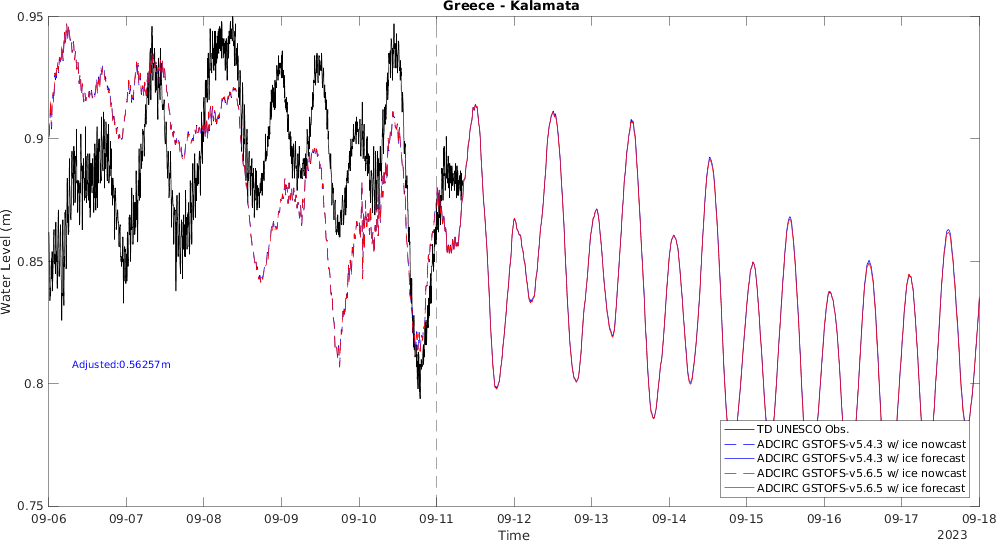 Greece - Kalamata
0.95
0.9
0.85
0.8
0.75
Water Level (m)
Adjusted:0.56257m
TD UNESCO Obs.
ADCIRC GSTOFS-v5.4.3 w/ ice nowcast
ADCIRC GSTOFS-v5.4.3 w/ ice forecast
ADCIRC GSTOFS-v5.6.5 w/ ice nowcast
ADCIRC GSTOFS-v5.6.5 w/ ice forecast
09-06 09-07 09-08 09-09 09-10 09-11 09-12 09-13 09-14 09-15 09-16 09-17 09-18
Time
2023